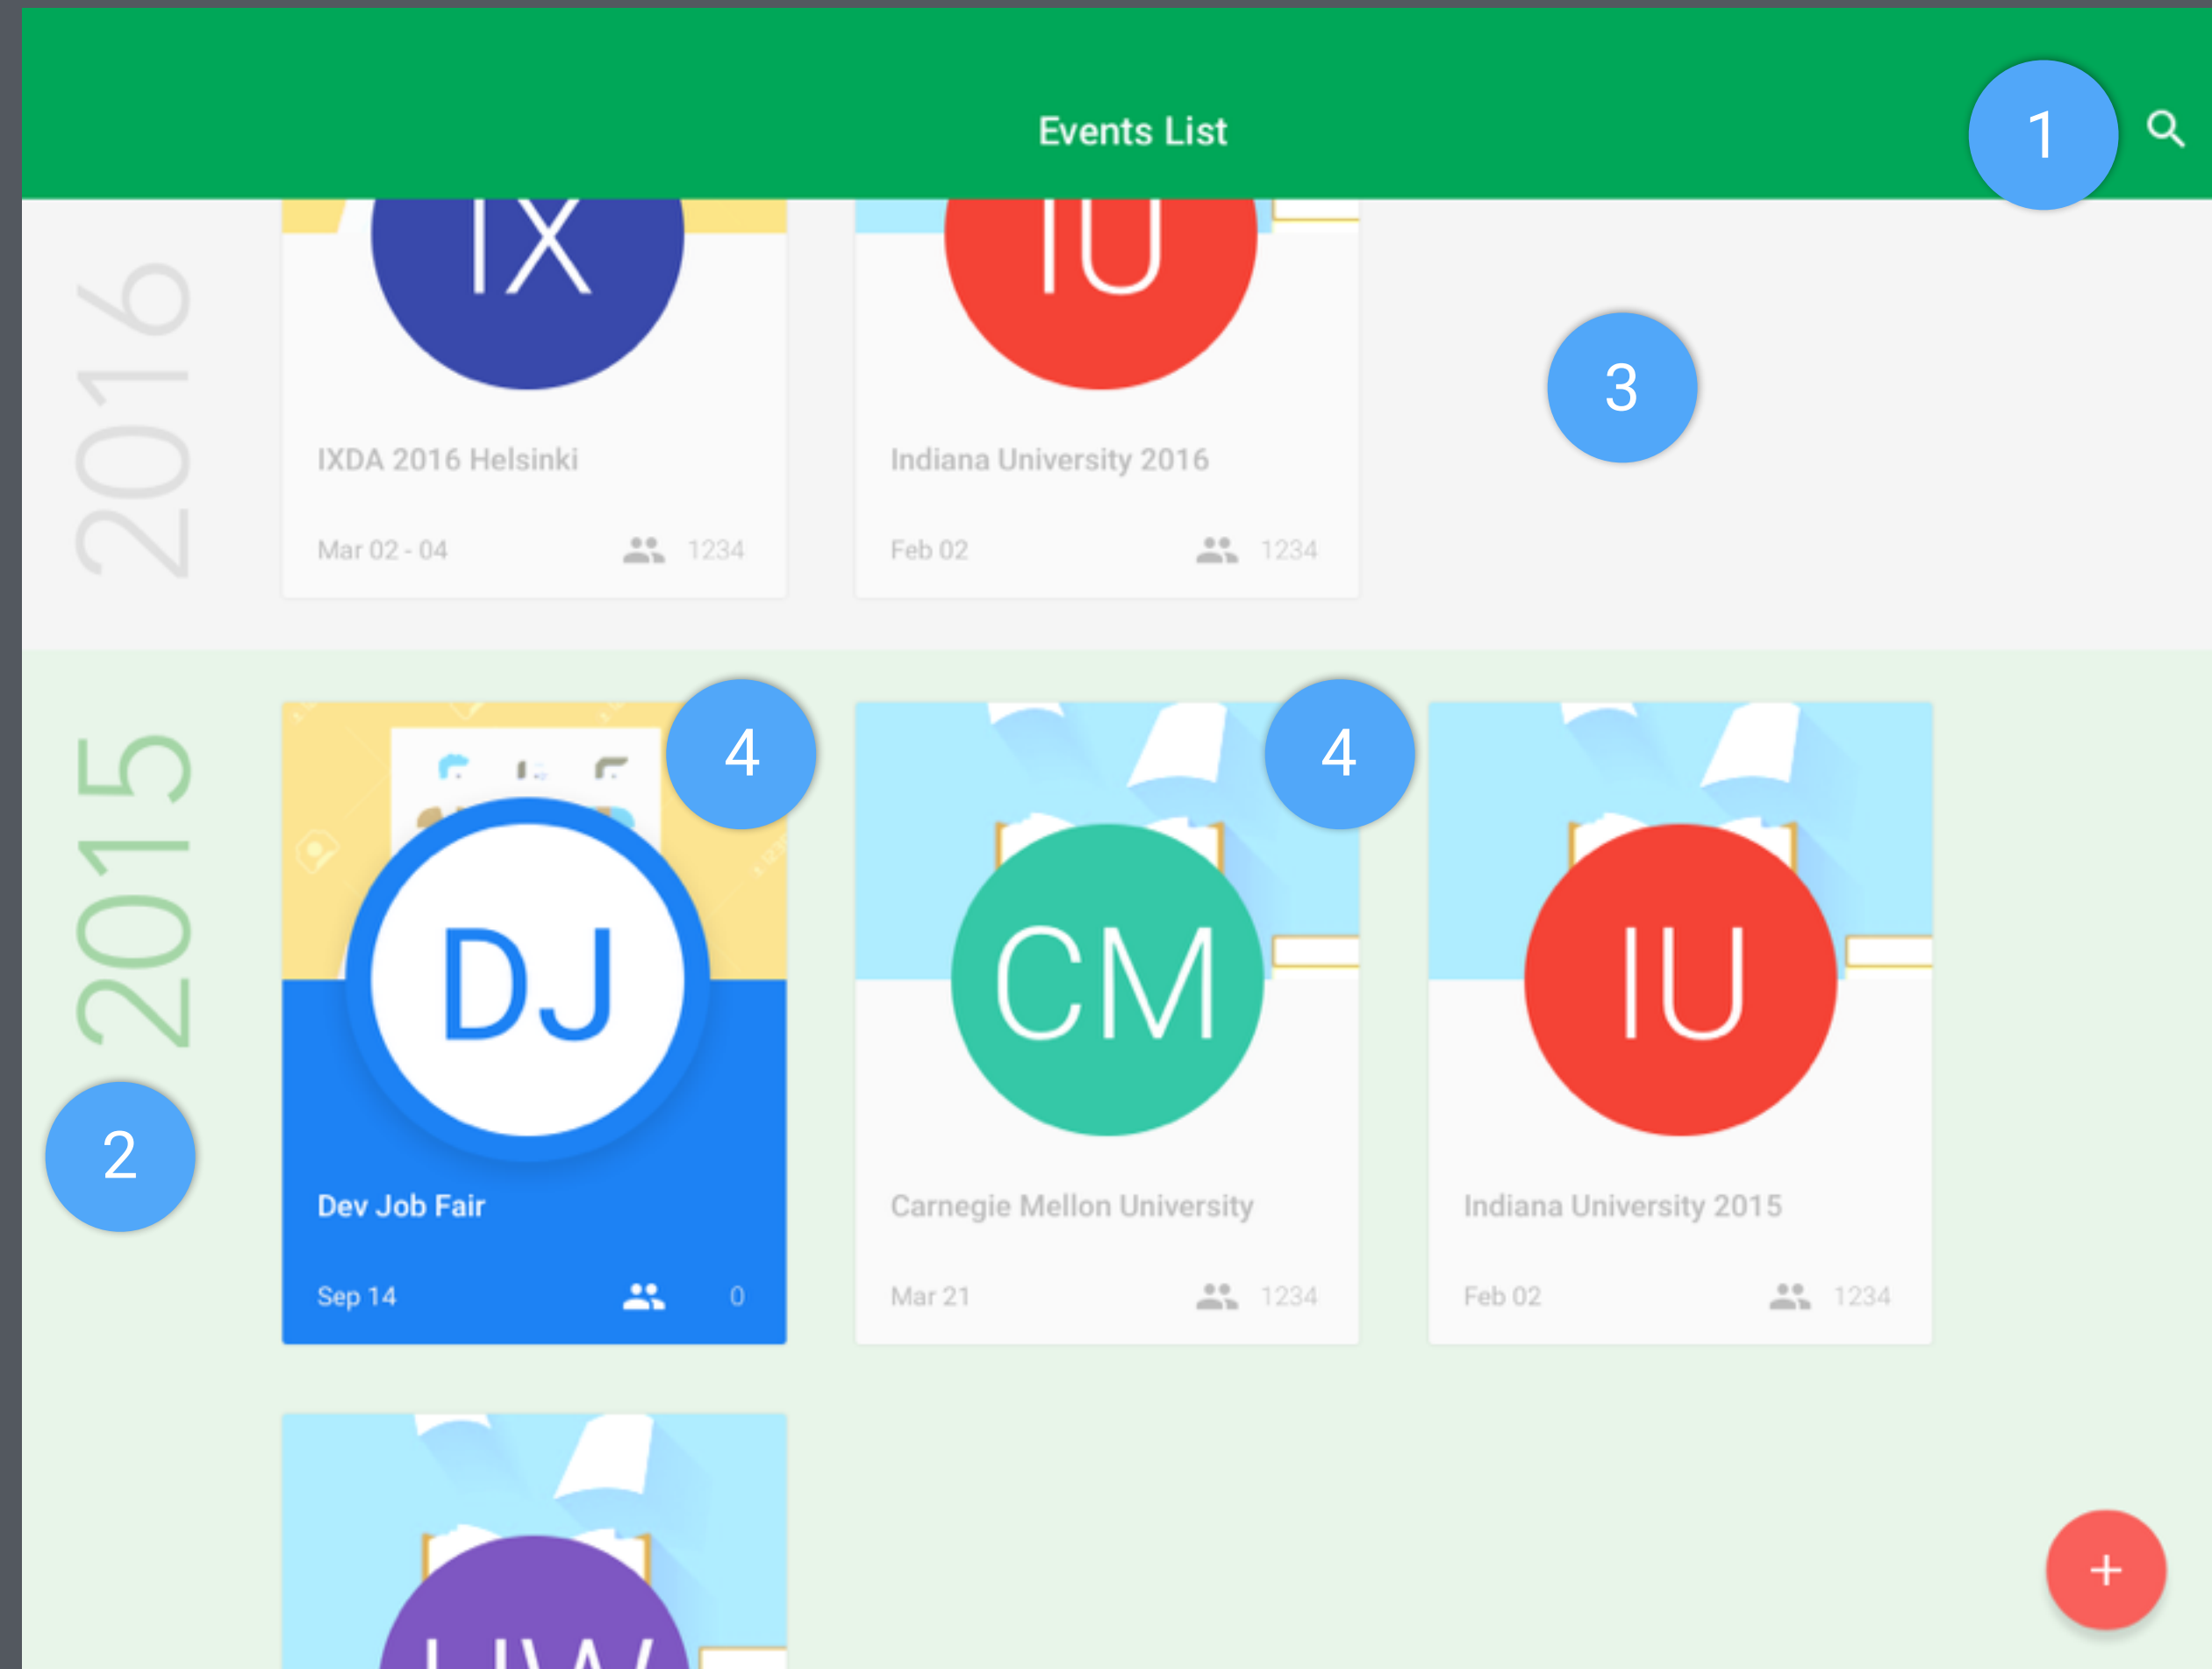 Events List
1
IX
IU
3
2016
IXDA 2016 Helsinki
Indiana University 2016
Mar 02 - 04
1234
Feb 02
1234
4
4
2015
DJ
CM
IU
2
Dev Job Fair
Carnegie Mellon University
Indiana University 2015
Sep 14
0
Mar 21
1234
Feb 02
1234
+